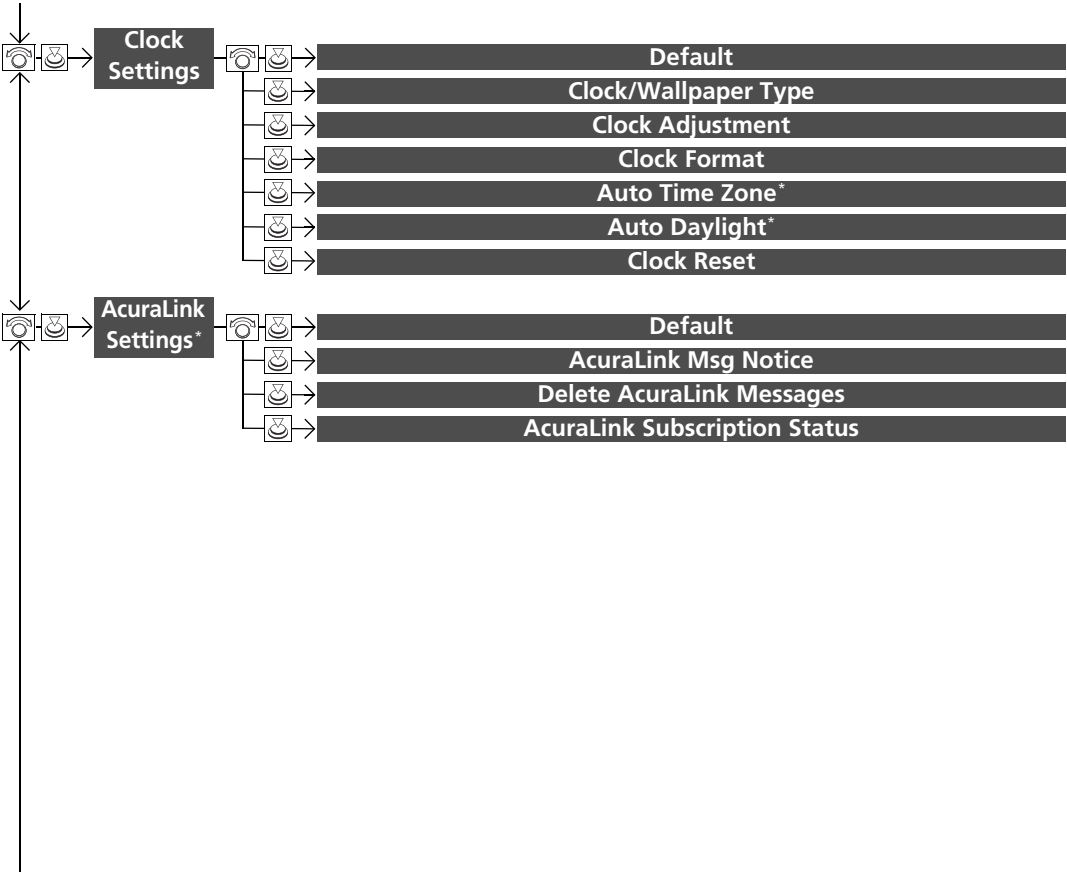 Clock
Settings
Default
Clock/Wallpaper Type
Clock Adjustment
Clock Format
Auto Time Zone*
Auto Daylight*
Clock Reset
AcuraLink
Settings*
Default
AcuraLink Msg Notice
Delete AcuraLink Messages
AcuraLink Subscription Status